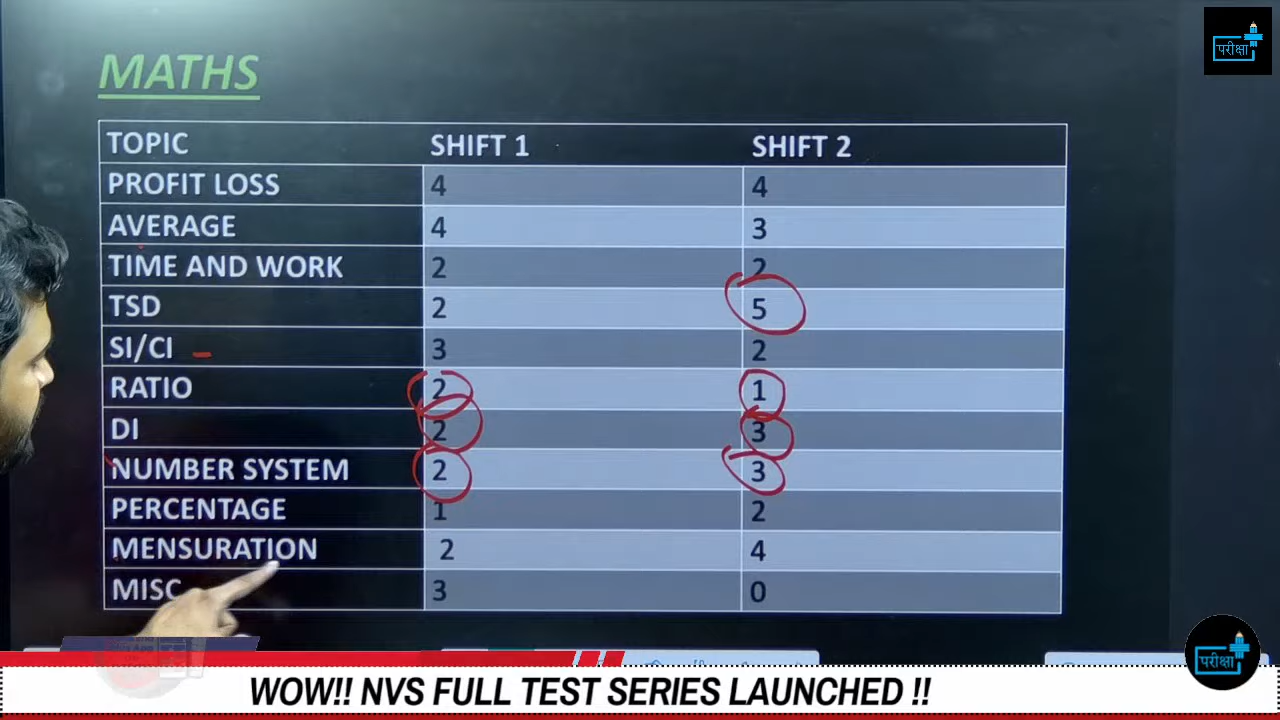 परीक्षा
MATHS
TOPIC SHIFT 1 SHIFT 2
PROFIT LOSS 4 4
AVERAGE 4 3
TIME AND WORK 2 2
TSD 2 5
SI/CI 3 2
RATIO 2 1
DI 2 3
NUMBER SYSTEM 2 3
PERCENTAGE 1 2
MENSURATION 2 4
MISC 3 0
परीक्षा
WOW!! NVS FULL TEST SERIES LAUNCHED !!